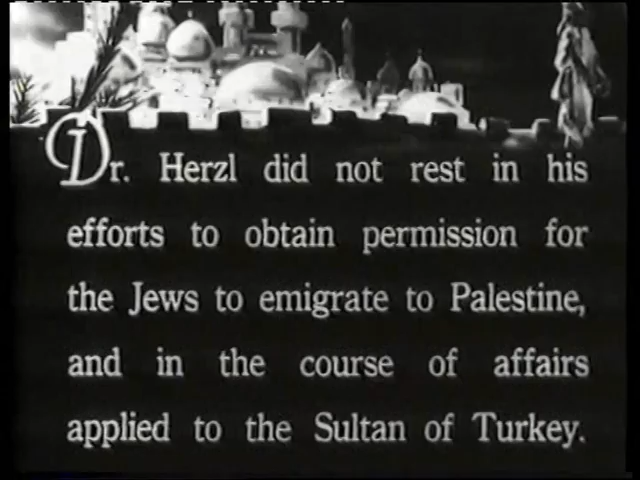 Dr. Herzl did not rest in his
efforts to obtain permission for
the Jews to emigrate to Palestine,
and in the course of affairs
applied to the Sultan of Turkey.